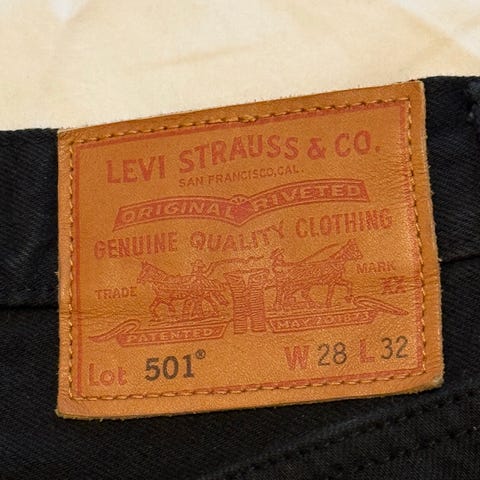 LEVI STRAUSS & CO.
SAN FRANCISCO, CAL.
ORIGINAL RIVETED
GENUINE QUALITY CLOTHING
TRADE MARK
XX
PATENTED MAY 20 1873
Lot 501® W 28 L 32